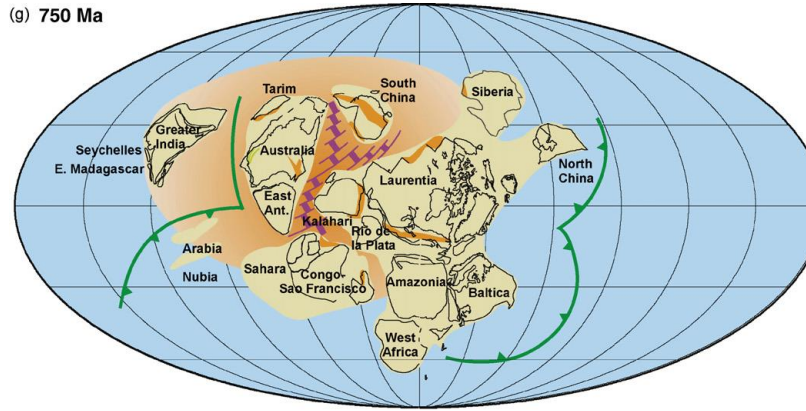 (g) 750 Ma
Tarim
South
China
Siberia
Greater
India
Seychelles
E. Madagascar
Australia
North
China
Laurentia
East
Ant.
Kalahari
Rio de
la Plata
Arabia
Nubia
Sahara
Congo-
Sao Francisco
Amazonia
Baltica
West
Africa